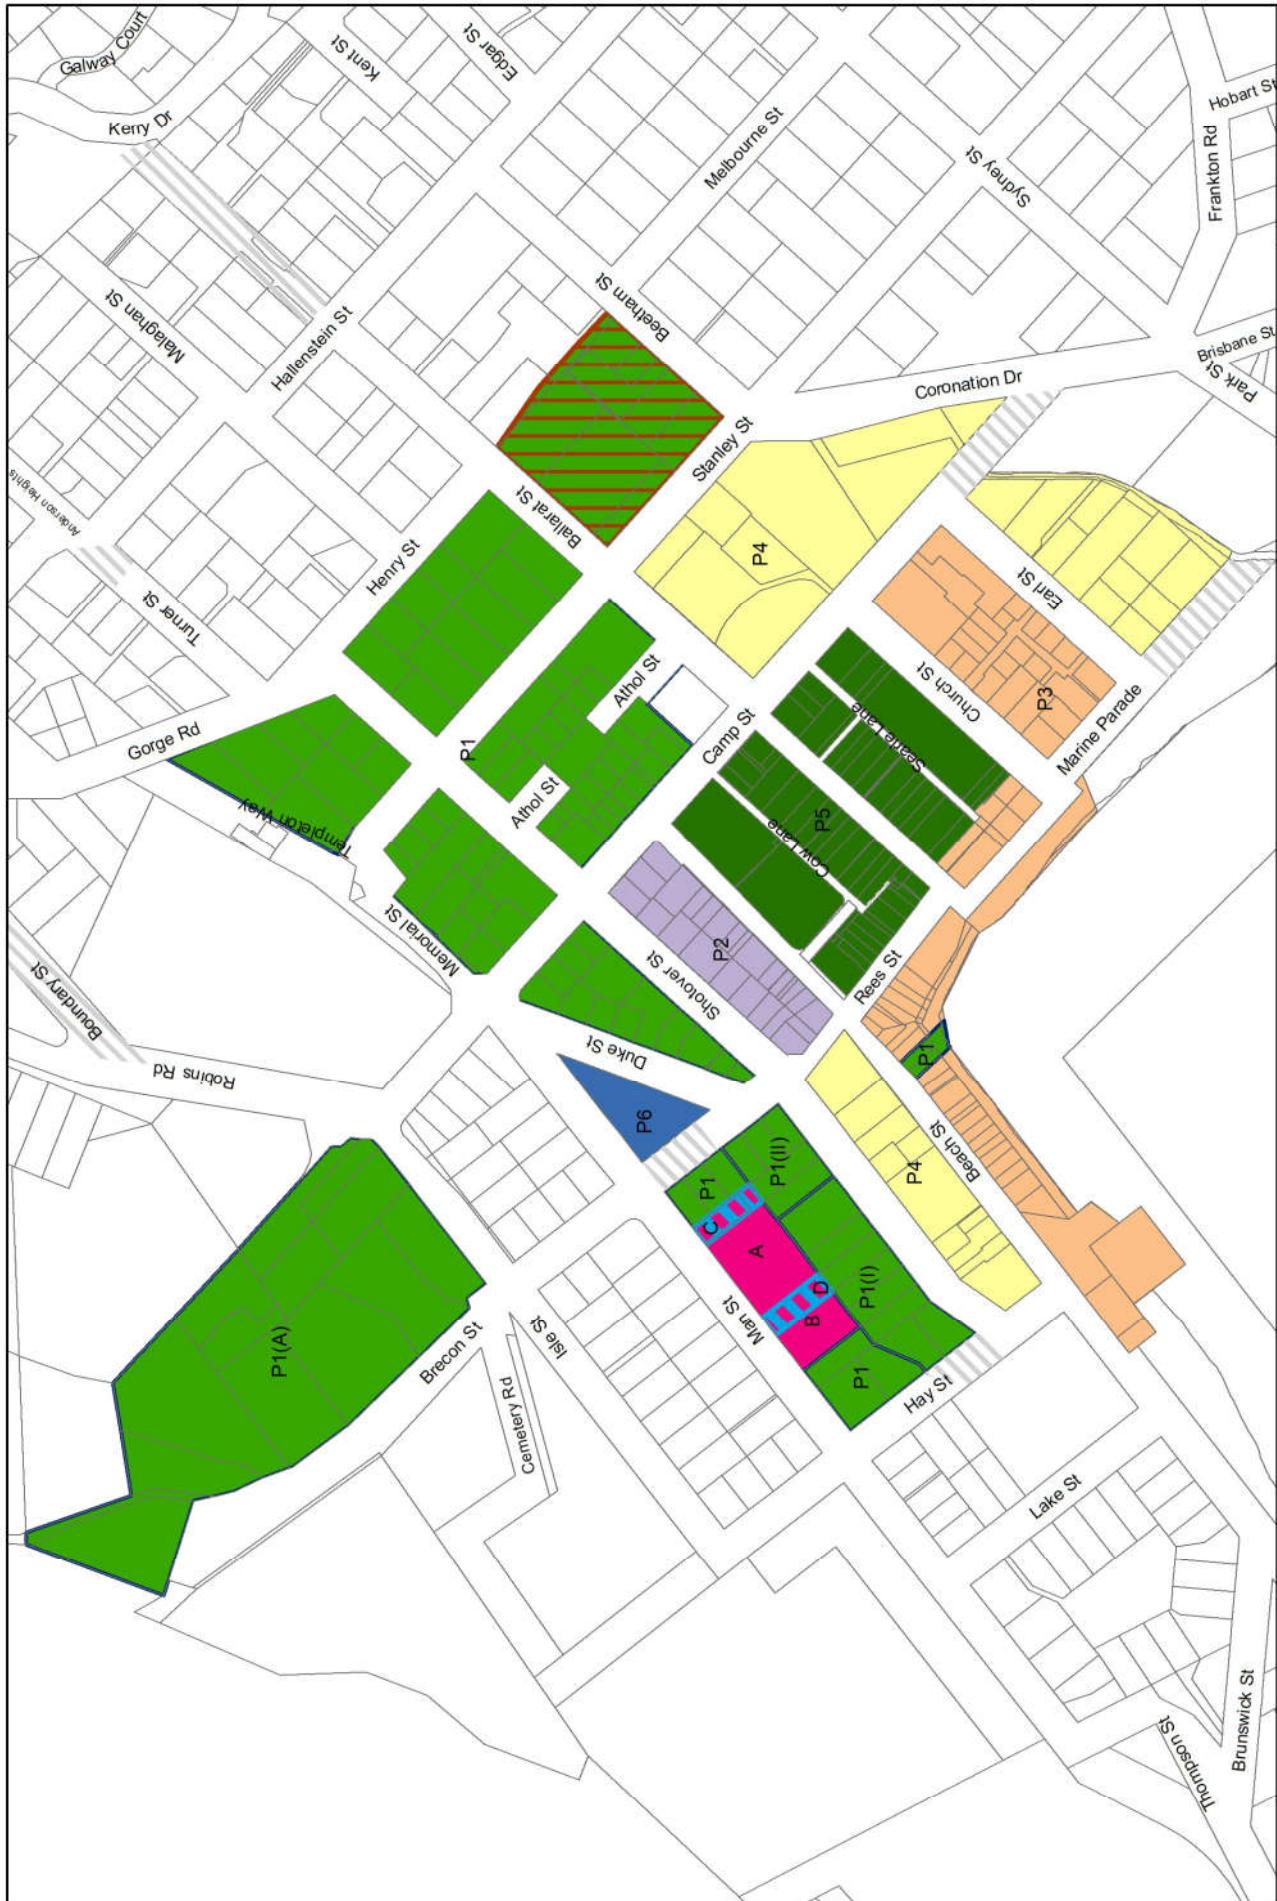 Galway Court
Kerry Dr
Kent St
Edgar St
Melbourne St
Sydney St
Hobart St
Frankton Rd
Malaghan St
Hallenstein St
Beetham St
Brisbane St
Park St
Coronation Dr
Anderson Heights
Turner St
Henry St
Ballarat St
Stanley St
P4
Earl St
Gorge Rd
P1
Athol St
Athol St
Camp St
Church St
P3
Marine Parade
Searle Lane
Templeton Way
Memorial St
P5
Cow Lane
P2
Shotover St
Rees St
Boundary St
Robins Rd
Duke St
P6
P1
Beach St
P4
P1
P1(II)
C
A
D
B
P1(I)
P1
Man St
Hay St
P1(A)
Brecon St
Isle St
Cemetery Rd
Lake St
Thompson St
Brunswick St